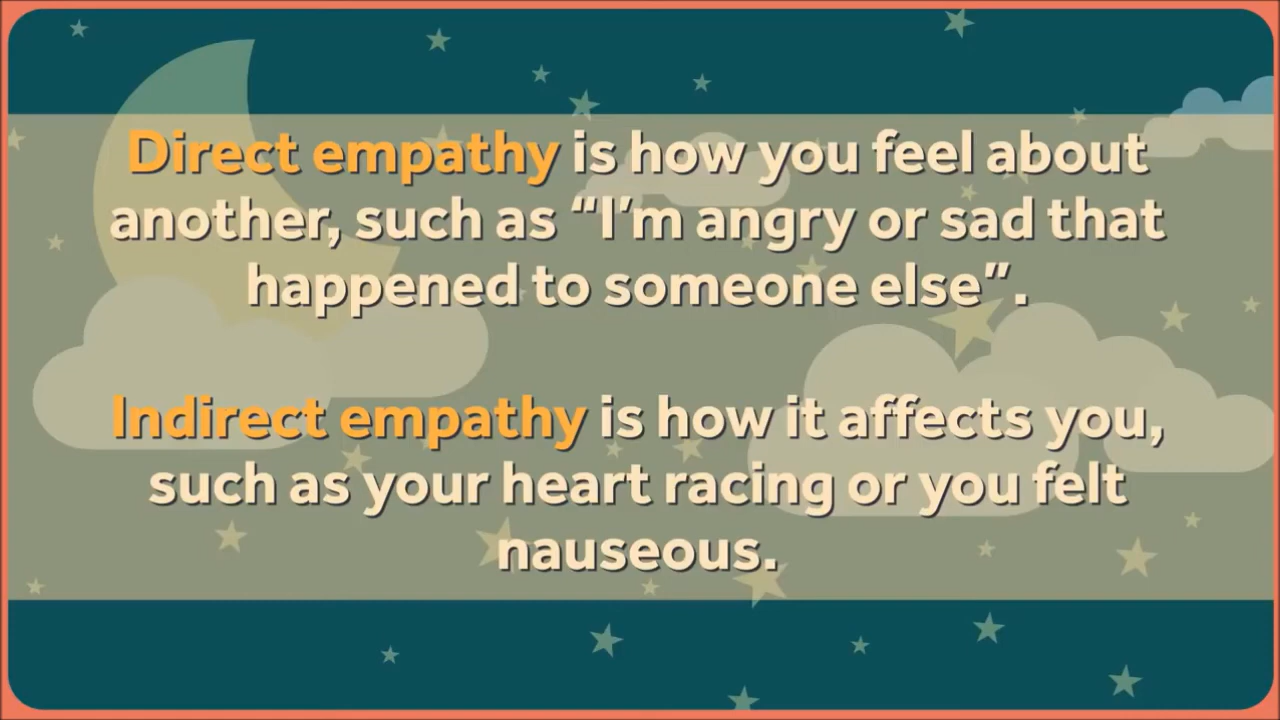 Direct empathy is how you feel about
another, such as “I’m angry or sad that
happened to someone else”.
Indirect empathy is how it affects you,
such as your heart racing or you felt
nauseous.